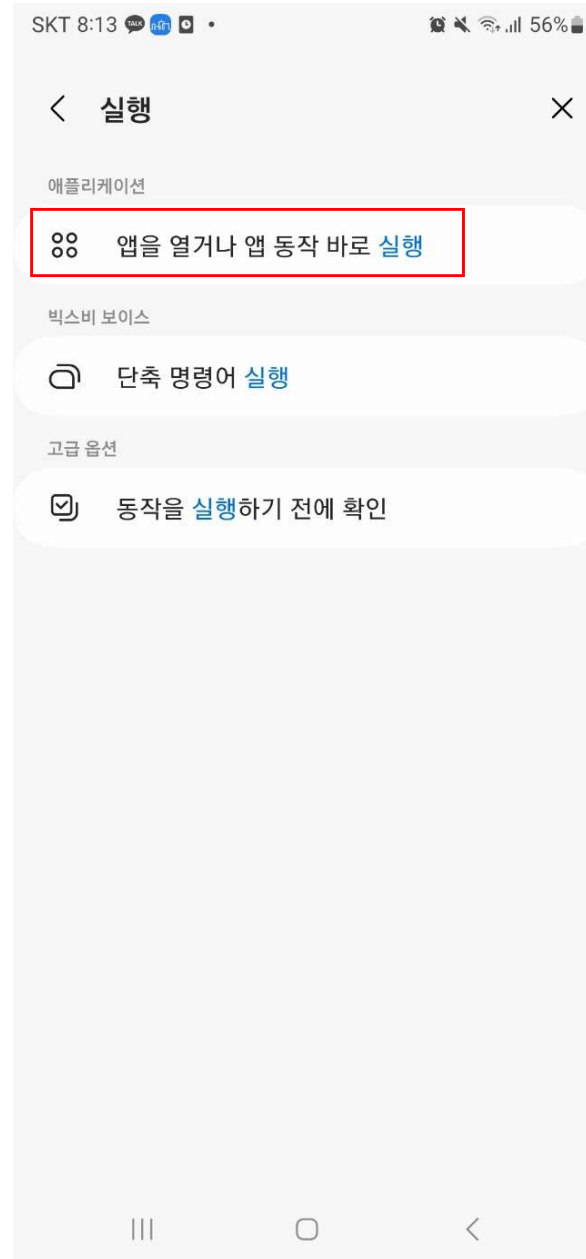 SKT 8:13 56%
실행
애플리케이션
앱을 열거나 앱 동작 바로 실행
빅스비 보이스
단축 명령어 실행
고급 옵션
동작을 실행하기 전에 확인